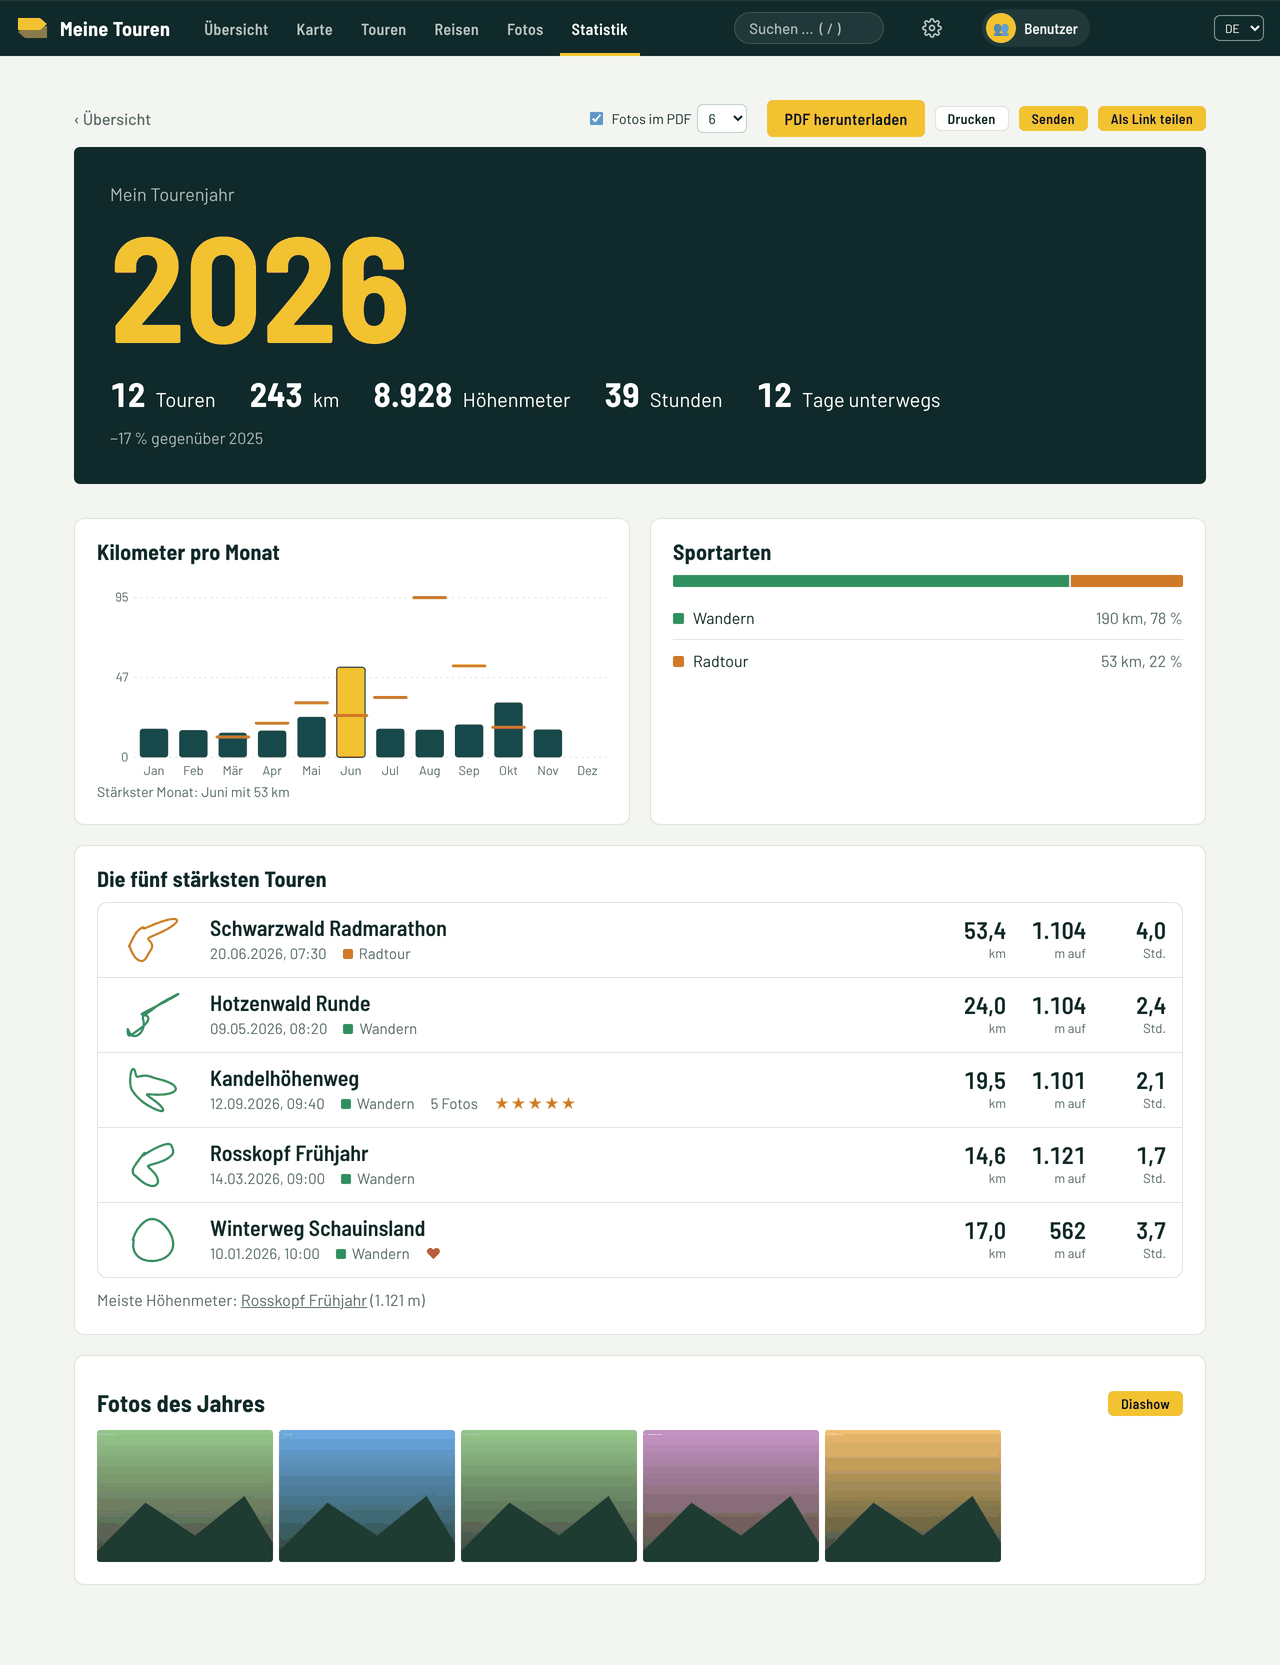 Meine Touren Übersicht Karte Touren Reisen Fotos Statistik Suchen … ( / ) Benutzer DE
‹ Übersicht Fotos im PDF 6 PDF herunterladen Drucken Senden Als Link teilen
Mein Tourenjahr
2026
12 Touren 243 km 8.928 Höhenmeter 39 Stunden 12 Tage unterwegs
−17 % gegenüber 2025
Kilometer pro Monat
95
47
0
Jan Feb Mär Apr Mai Jun Jul Aug Sep Okt Nov Dez
Stärkster Monat: Juni mit 53 km
Sportarten
Wandern 190 km, 78 %
Radtour 53 km, 22 %
Die fünf stärksten Touren
Schwarzwald Radmarathon 53,4 1.104 4,0
20.06.2026, 07:30 Radtour km m auf Std.
Hotzenwald Runde 24,0 1.104 2,4
09.05.2026, 08:20 Wandern km m auf Std.
Kandelhöhenweg 19,5 1.101 2,1
12.09.2026, 09:40 Wandern 5 Fotos ★★★★★ km m auf Std.
Rosskopf Frühjahr 14,6 1.121 1,7
14.03.2026, 09:00 Wandern km m auf Std.
Winterweg Schauinsland 17,0 562 3,7
10.01.2026, 10:00 Wandern ♥ km m auf Std.
Meiste Höhenmeter: Rosskopf Frühjahr (1.121 m)
Fotos des Jahres Diashow